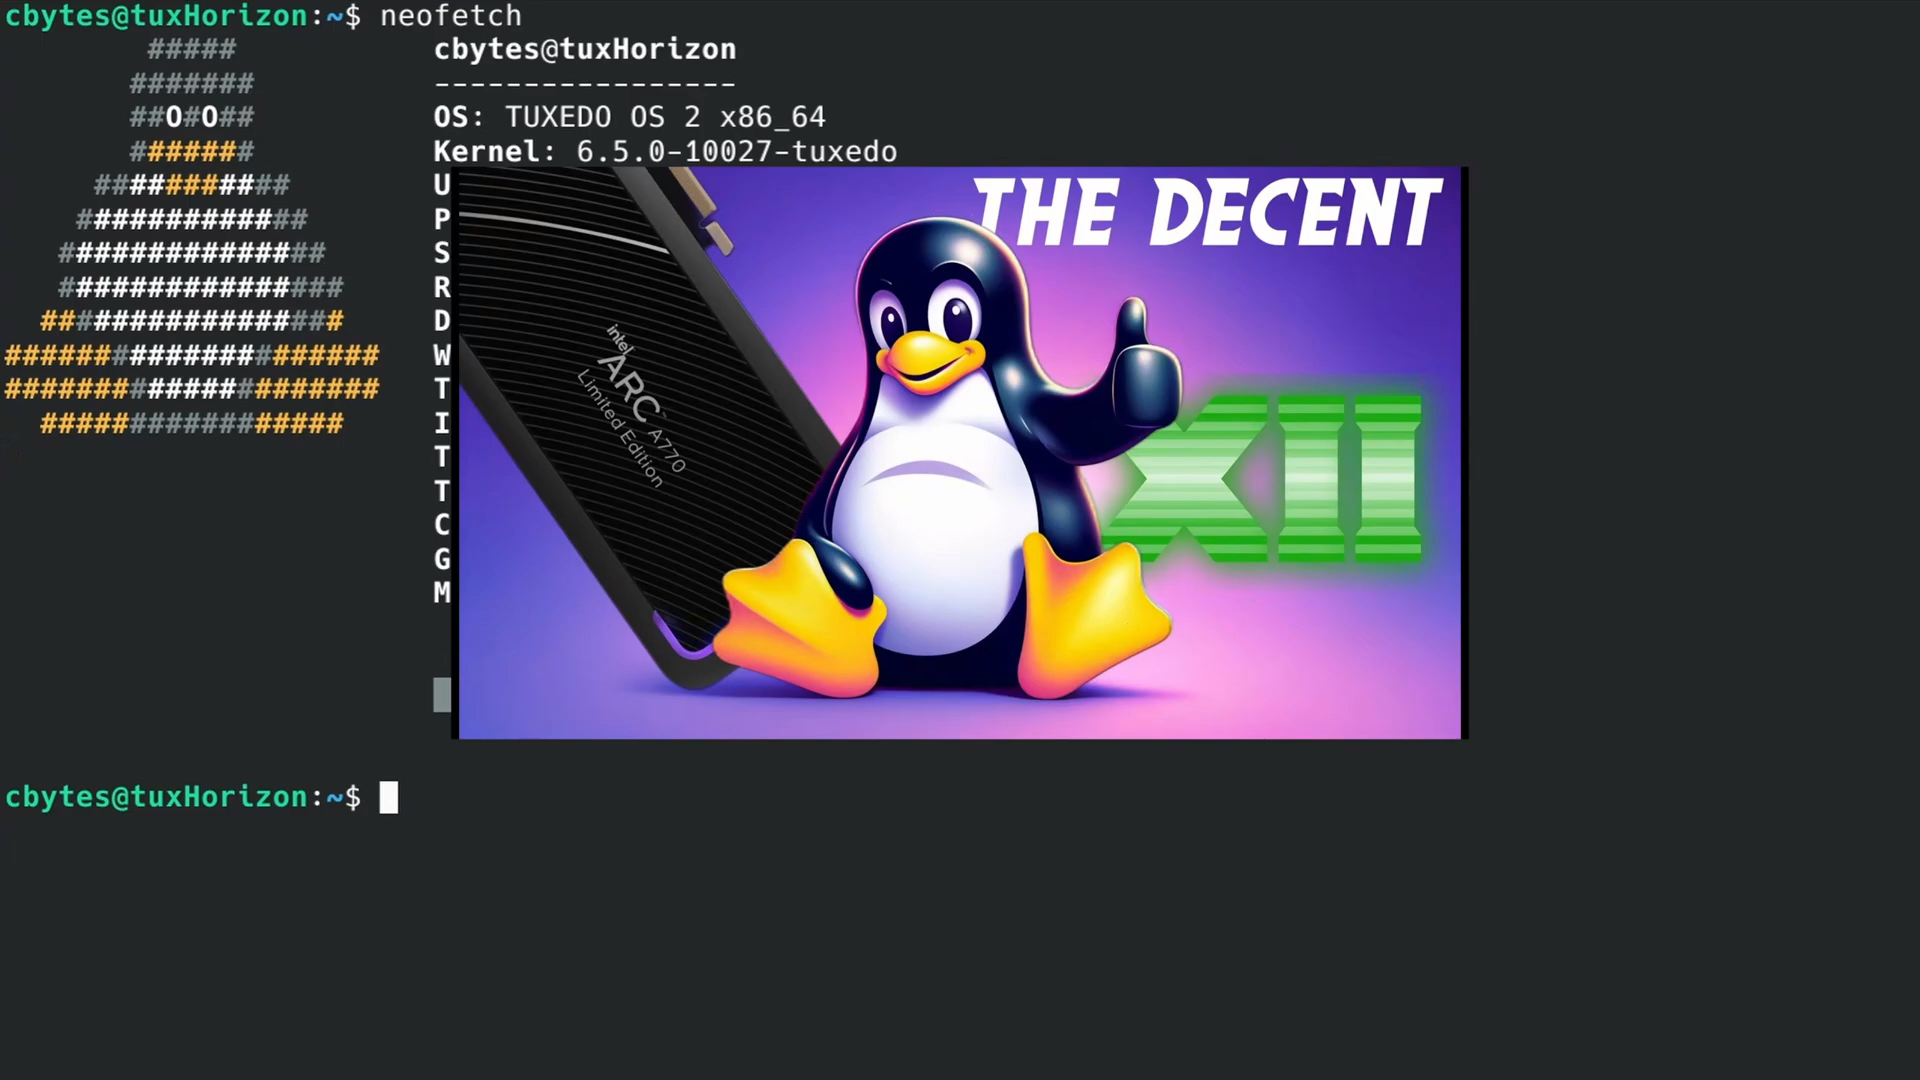 cbytes@tuxHorizon:~$ neofetch
##### cbytes@tuxHorizon
####### -----------------
##O#O## OS: TUXEDO OS 2 x86_64
####### Kernel: 6.5.0-10027-tuxedo
########### U
############# P
############### S
################ R
################# D
##################### W
##################### T
################# I
T
T
C
G
M
THE DECENT
intel
ARC A770
Limited Edition
XII
cbytes@tuxHorizon:~$